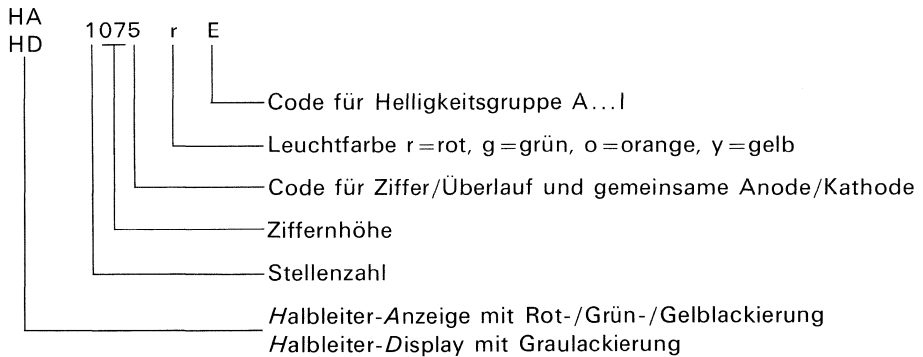 HA
HD 1075 r E
Code für Helligkeitsgruppe A...I
Leuchtfarbe r=rot, g=grün, o=orange, y=gelb
Code für Ziffer/Überlauf und gemeinsame Anode/Kathode
Ziffernhöhe
Stellenzahl
Halbleiter-Anzeige mit Rot-/Grün-/Gelblackierung
Halbleiter-Display mit Graulackierung